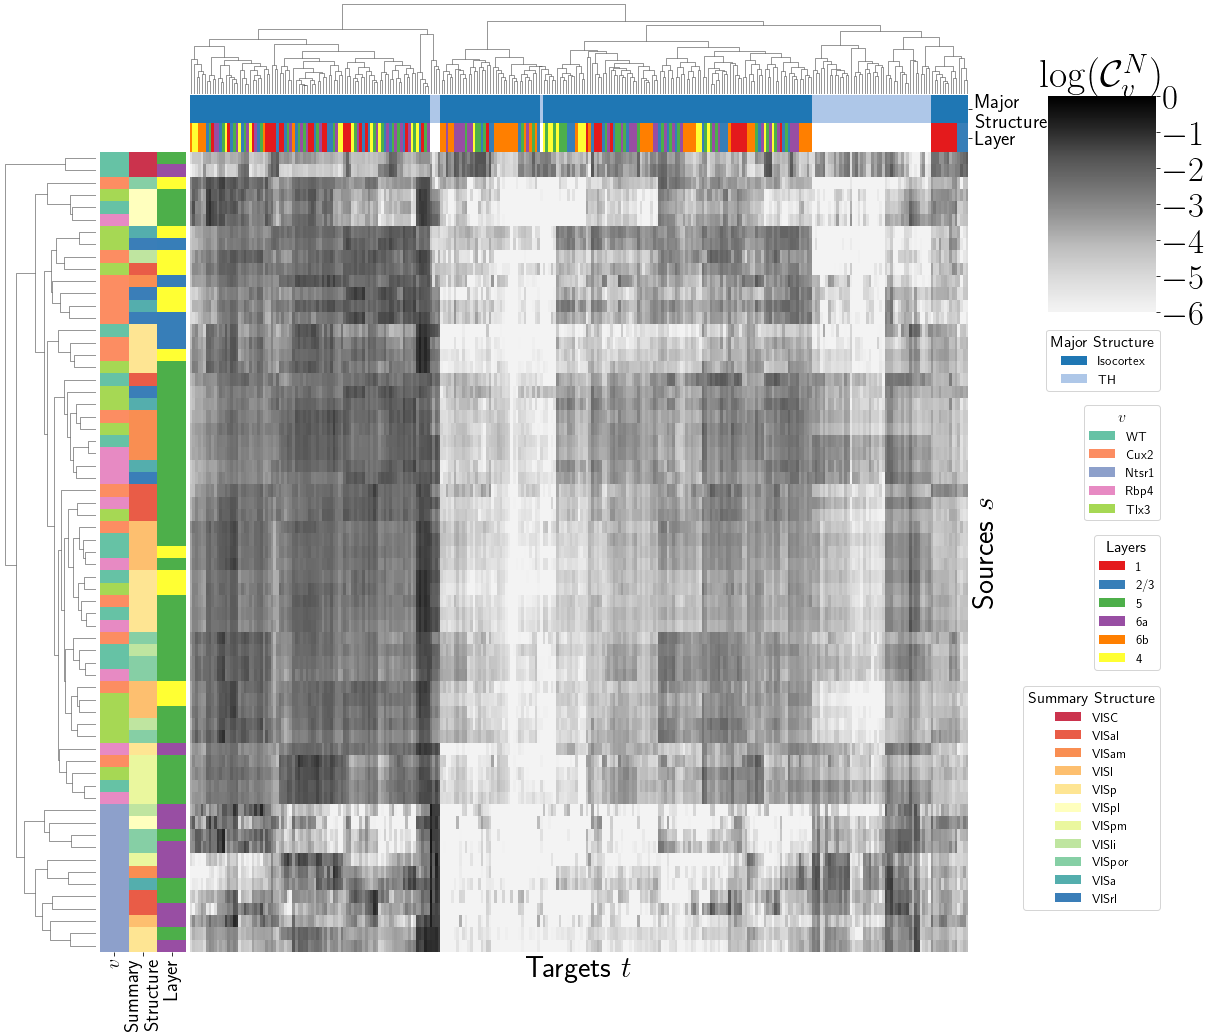 log(𝒞ᵥᴺ)
0
−1
−2
−3
−4
−5
−6
Major
Structure
Layer
Major Structure
Isocortex
TH
v
WT
Cux2
Ntsr1
Rbp4
Tlx3
Layers
1
2/3
5
6a
6b
4
Summary Structure
VISC
VISal
VISam
VISl
VISp
VISpl
VISpm
VISli
VISpor
VISa
VISrl
Sources s
Targets t
v
Summary
Structure
Layer